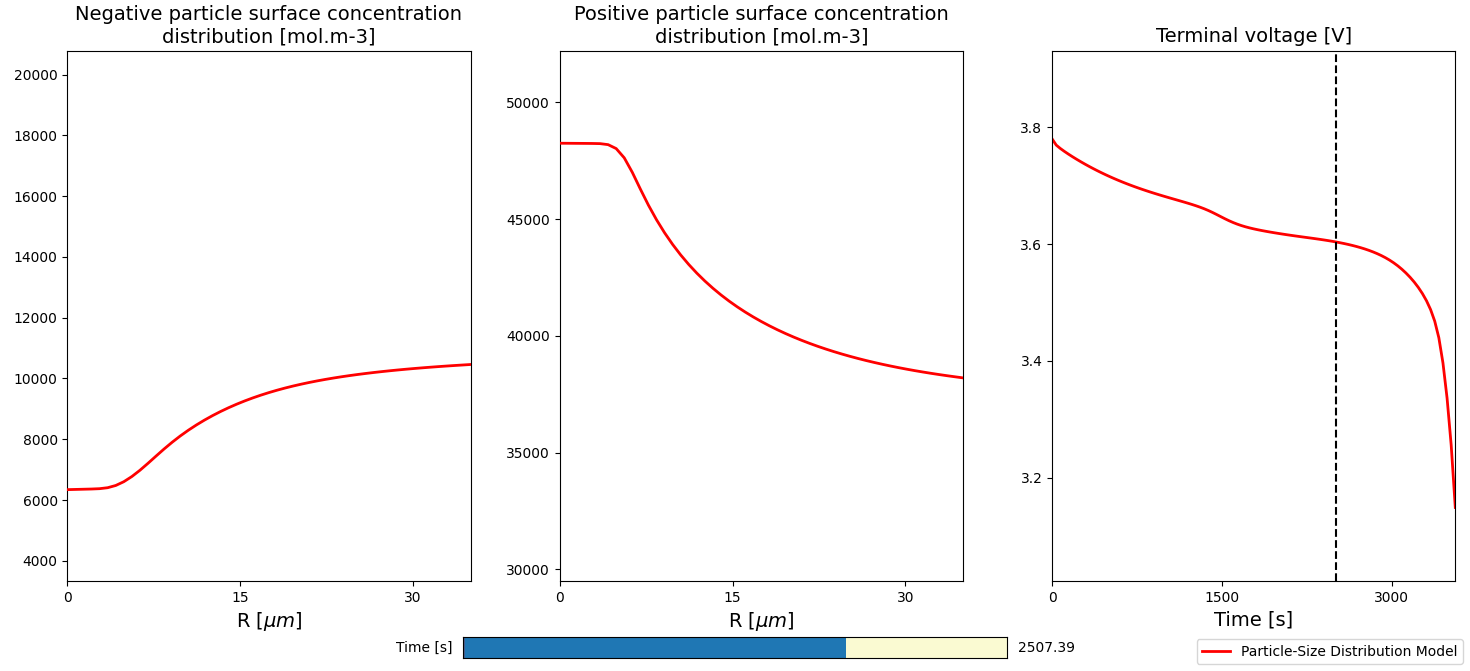 Negative particle surface concentration
distribution [mol.m-3]
20000
18000
16000
14000
12000
10000
8000
6000
4000
0
15
30
R [μm]
Positive particle surface concentration
distribution [mol.m-3]
50000
45000
40000
35000
30000
0
15
30
R [μm]
Terminal voltage [V]
3.8
3.6
3.4
3.2
0
1500
3000
Time [s]
Time [s]
2507.39
Particle-Size Distribution Model